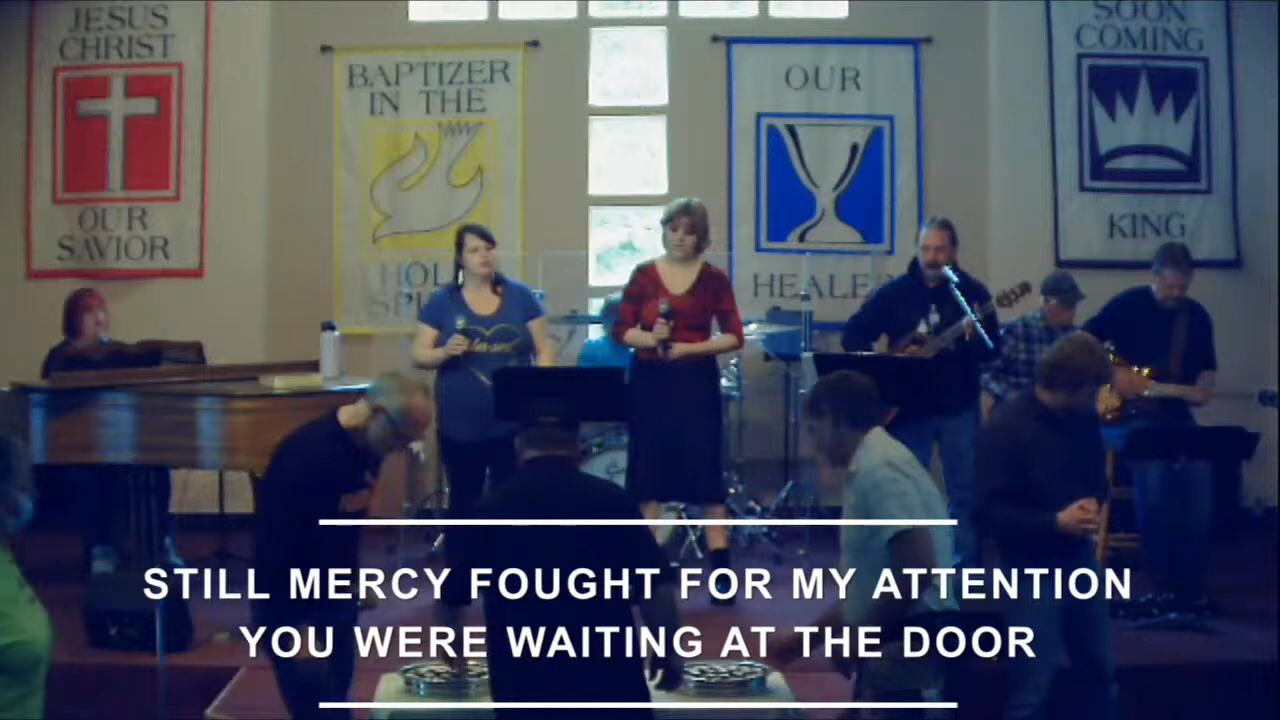 JESUS
CHRIST
OUR
SAVIOR
BAPTIZER
IN THE
OUR
SOON
COMING
KING
STILL MERCY FOUGHT FOR MY ATTENTION
YOU WERE WAITING AT THE DOOR